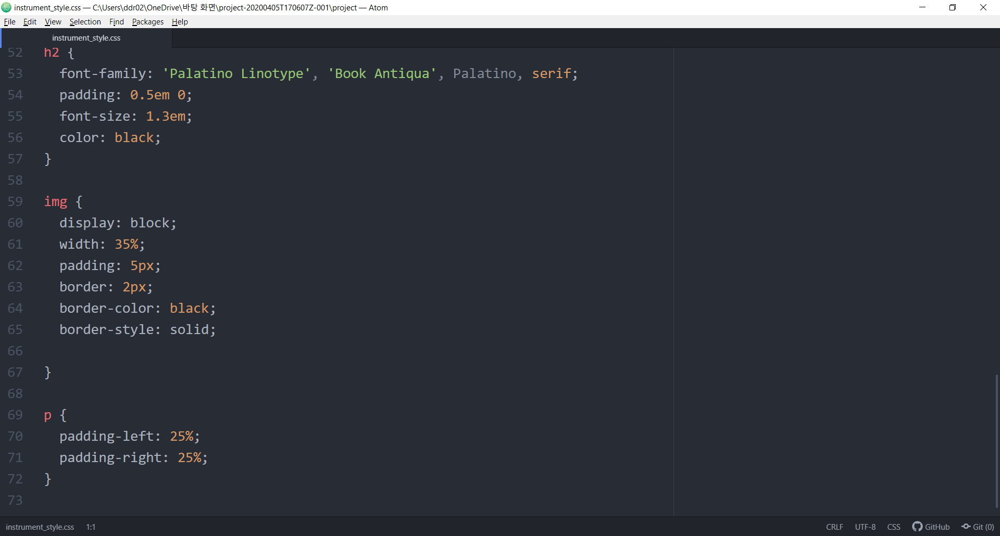 instrument_style.css — C:\Users\ddr02\OneDrive\바탕 화면\project-20200405T170607Z-001\project — Atom
File Edit View Selection Find Packages Help
instrument_style.css
52 h2 {
53 font-family: 'Palatino Linotype', 'Book Antiqua', Palatino, serif;
54 padding: 0.5em 0;
55 font-size: 1.3em;
56 color: black;
57 }
58
59 img {
60 display: block;
61 width: 35%;
62 padding: 5px;
63 border: 2px;
64 border-color: black;
65 border-style: solid;
66
67 }
68
69 p {
70 padding-left: 25%;
71 padding-right: 25%;
72 }
73
instrument_style.css 1:1 CRLF UTF-8 CSS GitHub Git (0)